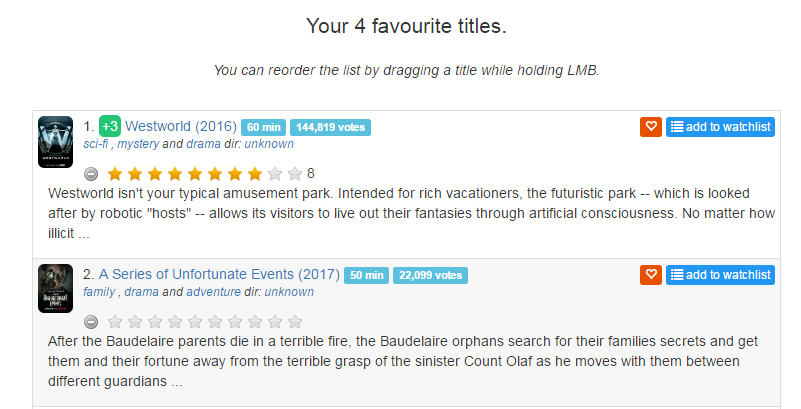 Your 4 favourite titles.
You can reorder the list by dragging a title while holding LMB.
1. +3 Westworld (2016) 60 min 144,819 votes add to watchlist
sci-fi , mystery and drama dir: unknown
8
Westworld isn't your typical amusement park. Intended for rich vacationers, the futuristic park -- which is looked
after by robotic "hosts" -- allows its visitors to live out their fantasies through artificial consciousness. No matter how
illicit ...
2. A Series of Unfortunate Events (2017) 50 min 22,099 votes add to watchlist
family , drama and adventure dir: unknown
After the Baudelaire parents die in a terrible fire, the Baudelaire orphans search for their families secrets and get
them and their fortune away from the terrible grasp of the sinister Count Olaf as he moves with them between
different guardians ...